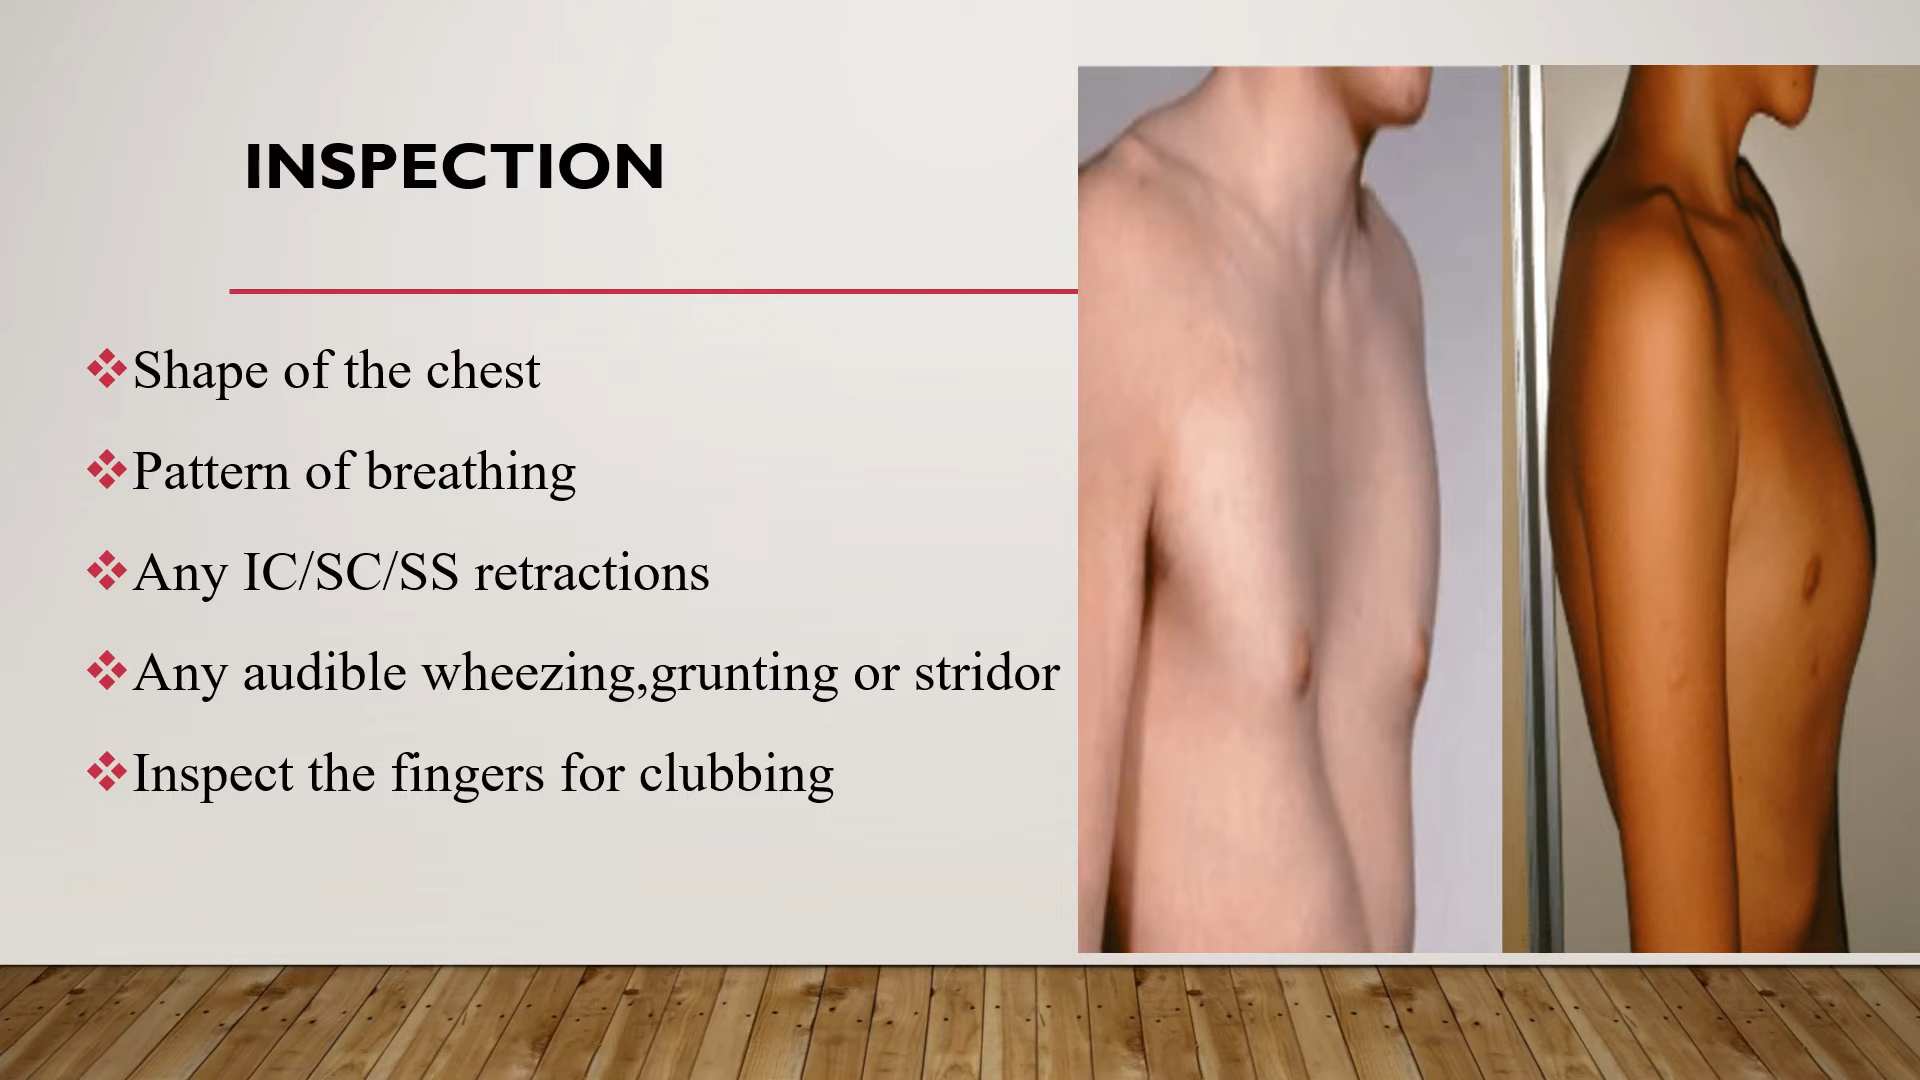 INSPECTION
❖Shape of the chest
❖Pattern of breathing
❖Any IC/SC/SS retractions
❖Any audible wheezing,grunting or stridor
❖Inspect the fingers for clubbing